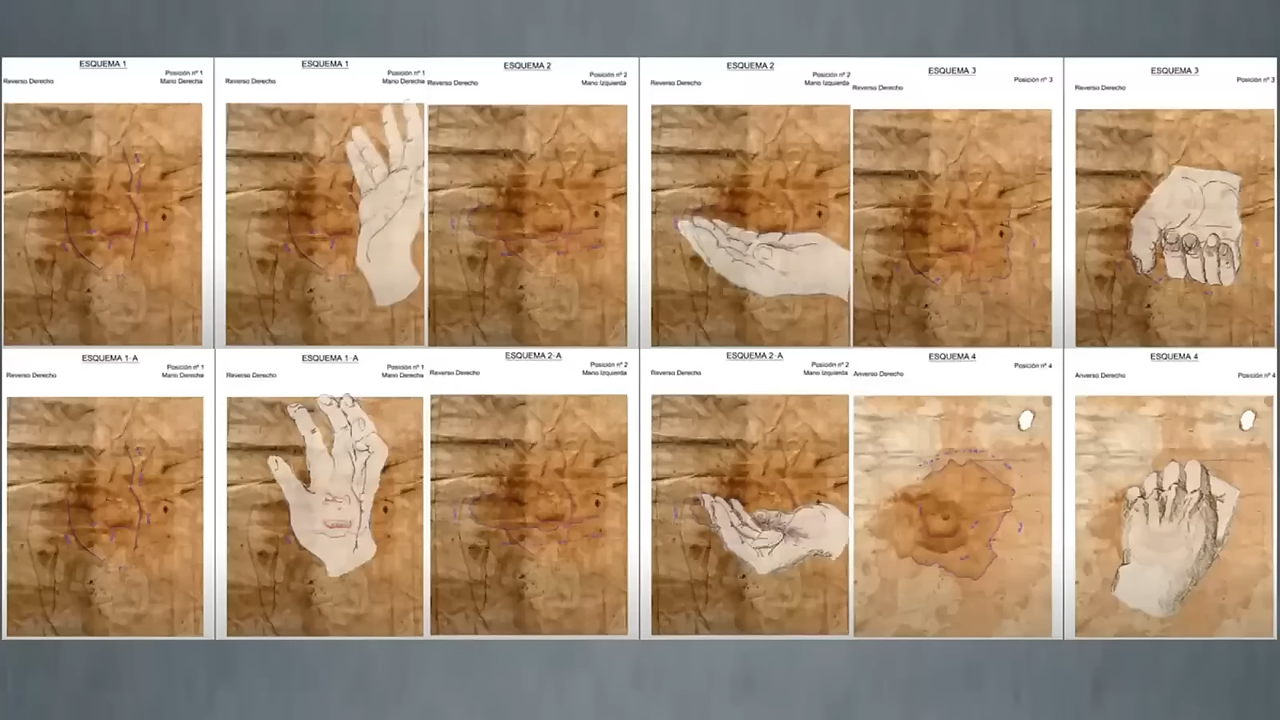 ESQUEMA 1
Posición nº 1
Reverso Derecho
Mano Derecha
ESQUEMA 1
Posición nº 1
Reverso Derecho
Mano Derecha
ESQUEMA 2
Posición nº 2
Reverso Derecho
Mano Izquierda
ESQUEMA 2
Posición nº 2
Reverso Derecho
Mano Izquierda
ESQUEMA 3
Posición nº 3
Reverso Derecho
ESQUEMA 3
Posición nº 3
Reverso Derecho
ESQUEMA 1-A
Posición nº 1
Reverso Derecho
Mano Derecha
ESQUEMA 1-A
Posición nº 1
Reverso Derecho
Mano Derecha
ESQUEMA 2-A
Posición nº 2
Reverso Derecho
Mano Izquierda
ESQUEMA 2-A
Posición nº 2
Reverso Derecho
Mano Izquierda
ESQUEMA 4
Posición nº 4
Anverso Derecho
ESQUEMA 4
Anverso Derecho
Posición nº 4